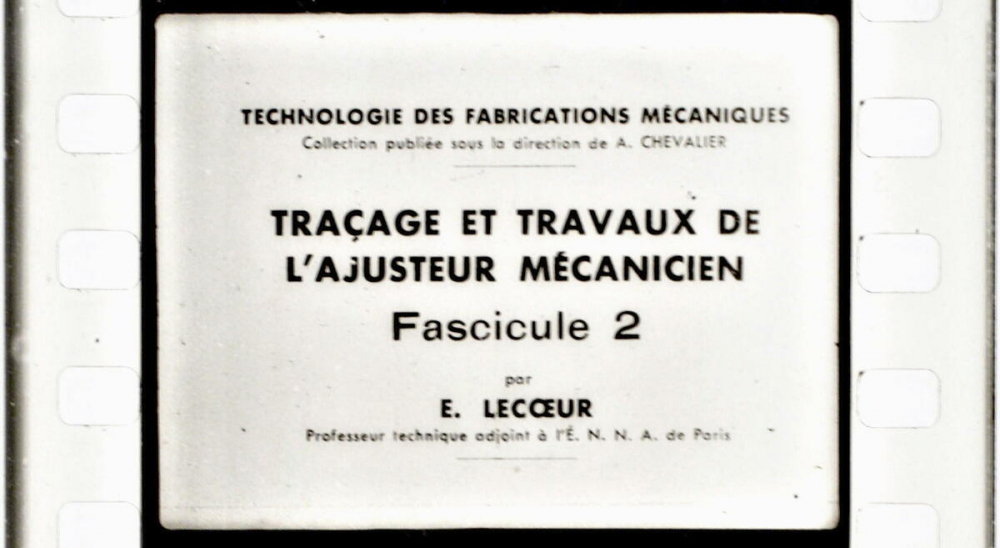 TECHNOLOGIE DES FABRICATIONS MÉCANIQUES
Collection publiée sous la direction de A. CHEVALIER
TRAÇAGE ET TRAVAUX DE
L'AJUSTEUR MÉCANICIEN
Fascicule 2
par
E. LECŒUR
Professeur technique adjoint à l'É. N. N. A. de Paris